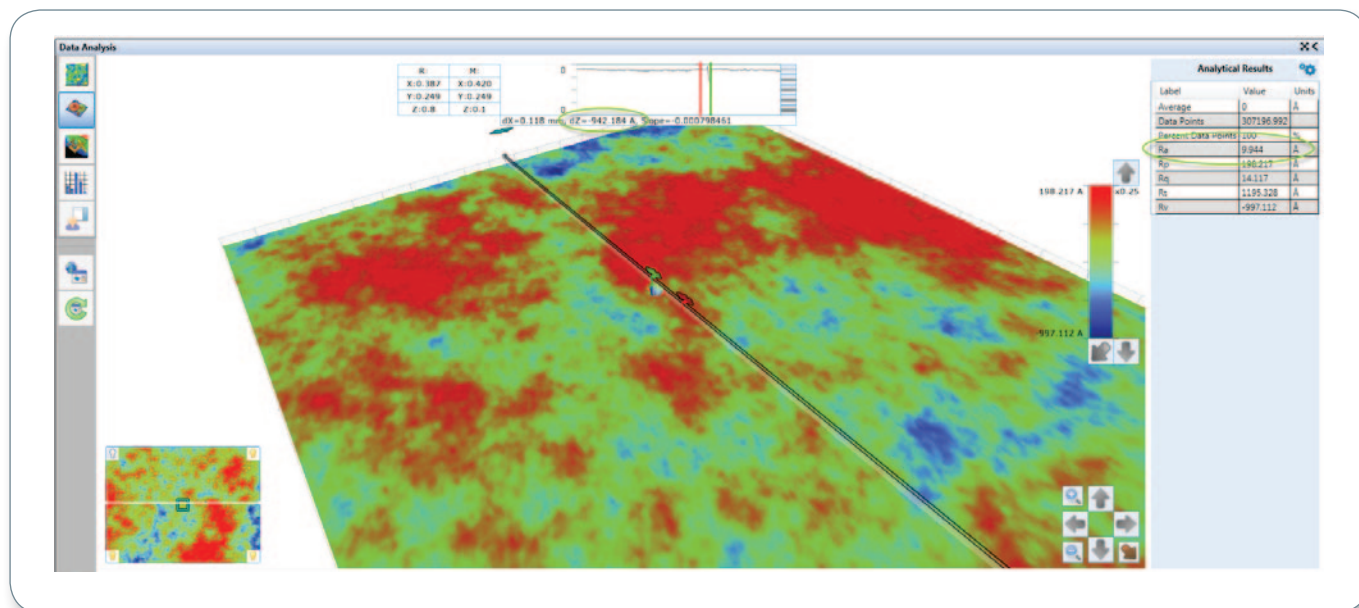 Data Analysis
R: M:
X:0.387 X:0.420
Y:0.249 Y:0.249
Z:0.8 Z:0.1
0
0
dX=0.118 mm, dZ=-942.184 A, Slope=-0.000798461
198.217 A x0.25
-997.112 A
Analytical Results
Label Value Units
Average 0 Å
Data Points 307196.992
Percent Data Points 100 %
Ra 9.944 Å
Rp 198.217 Å
Rq 14.117 Å
Rt 1195.328 Å
Rv -997.112 Å